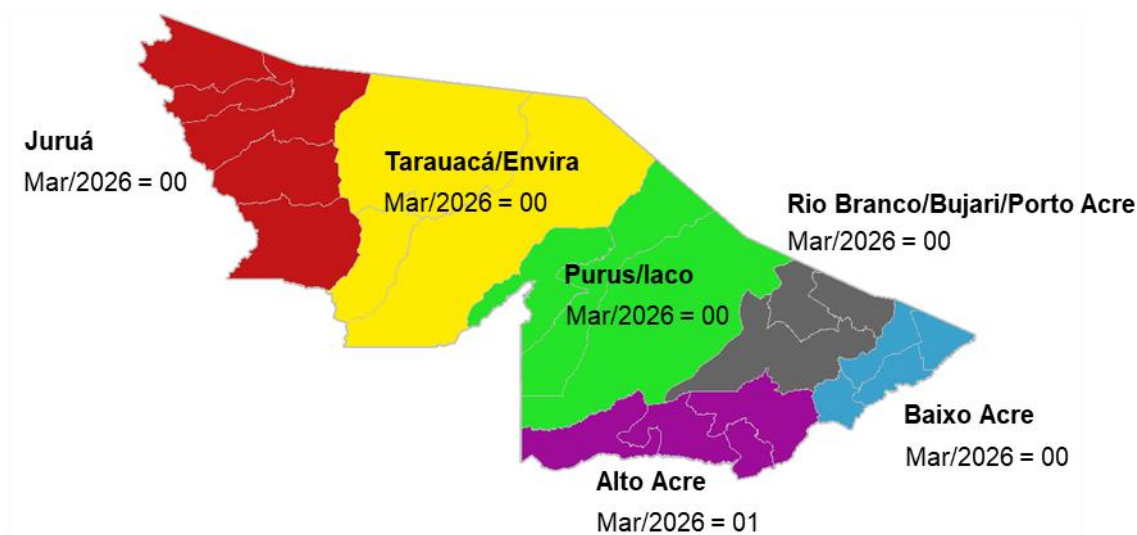 Juruá
Mar/2026 = 00
Tarauacá/Envira
Mar/2026 = 00
Rio Branco/Bujari/Porto Acre
Mar/2026 = 00
Purus/Iaco
Mar/2026 = 00
Baixo Acre
Mar/2026 = 00
Alto Acre
Mar/2026 = 01